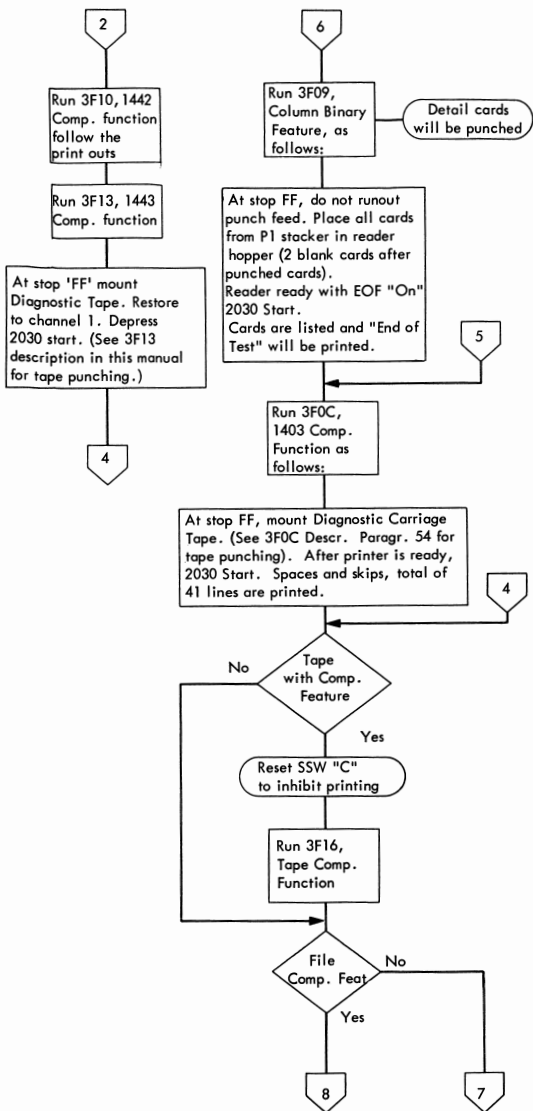 2
Run 3F10, 1442
Comp. function
follow the
print outs
Run 3F13, 1443
Comp. function
At stop 'FF' mount
Diagnostic Tape. Restore
to channel 1. Depress
2030 start. (See 3F13
description in this manual
for tape punching.)
4
6
Run 3F09,
Column Binary
Feature, as
follows:
Detail cards
will be punched
At stop FF, do not runout
punch feed. Place all cards
from P1 stacker in reader
hopper (2 blank cards after
punched cards).
Reader ready with EOF "On"
2030 Start.
Cards are listed and "End of
Test" will be printed.
5
Run 3F0C,
1403 Comp.
Function as
follows:
At stop FF, mount Diagnostic Carriage
Tape. (See 3F0C Descr. Paragr. 54 for
tape punching). After printer is ready,
2030 Start. Spaces and skips, total of
41 lines are printed.
4
Tape
with Comp.
Feature
No
Yes
Reset SSW "C"
to inhibit printing
Run 3F16,
Tape Comp.
Function
File
Comp. Feat
No
Yes
8
7